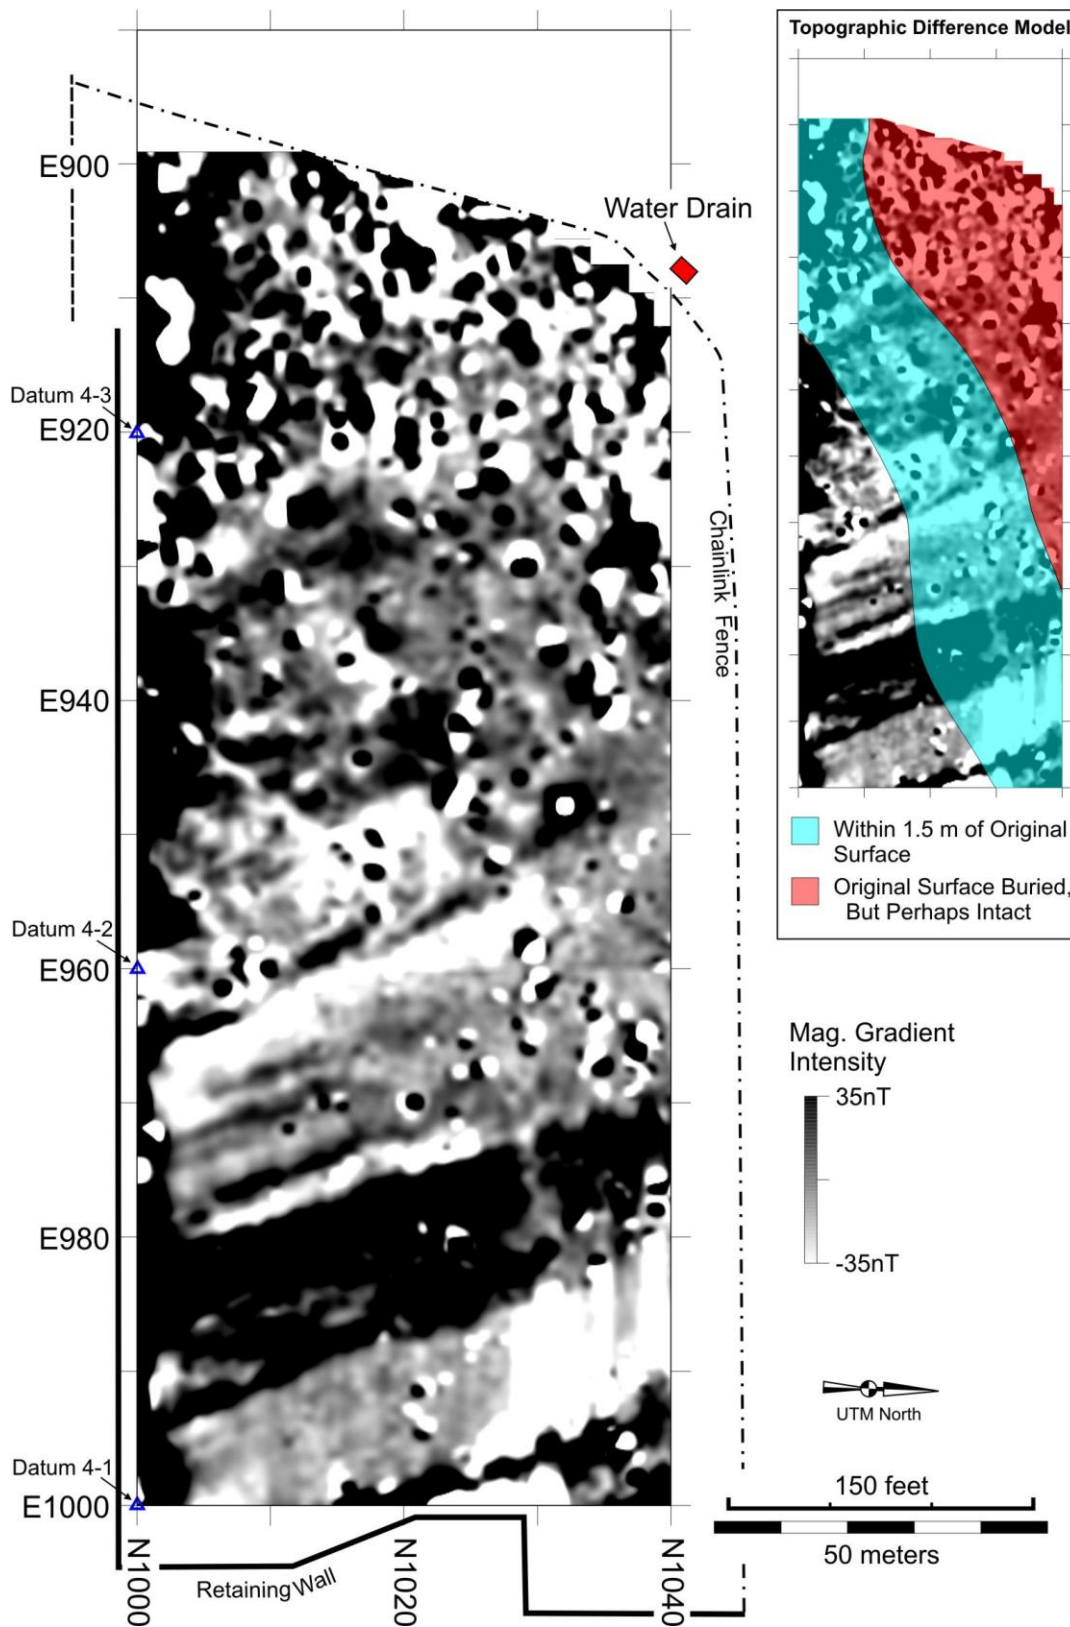 Topographic Difference Model
E900
Water Drain
Datum 4-3
E920
Chainlink Fence
E940
Within 1.5 m of Original
Surface
Original Surface Buried,
But Perhaps Intact
Datum 4-2
E960
Mag. Gradient
Intensity
35nT
-35nT
E980
UTM North
Datum 4-1
E1000
150 feet
50 meters
N1000
N1020
N1040
Retaining Wall